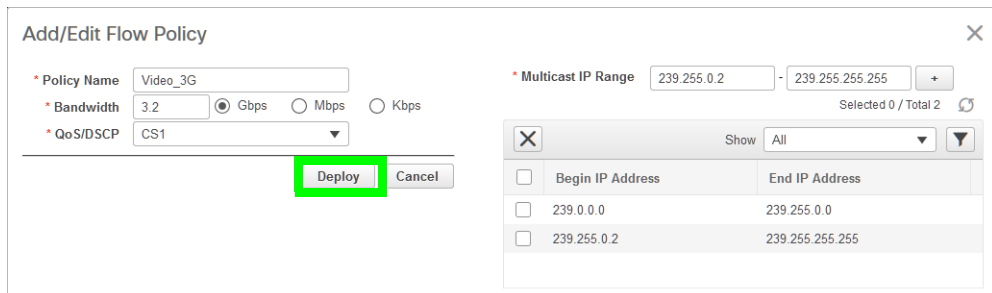 Add/Edit Flow Policy
* Policy Name Video_3G
* Bandwidth 3.2 Gbps Mbps Kbps
* QoS/DSCP CS1
Deploy Cancel
* Multicast IP Range 239.255.0.2 - 239.255.255.255 +
Selected 0 / Total 2
Show All
Begin IP Address End IP Address
239.0.0.0 239.255.0.0
239.255.0.2 239.255.255.255